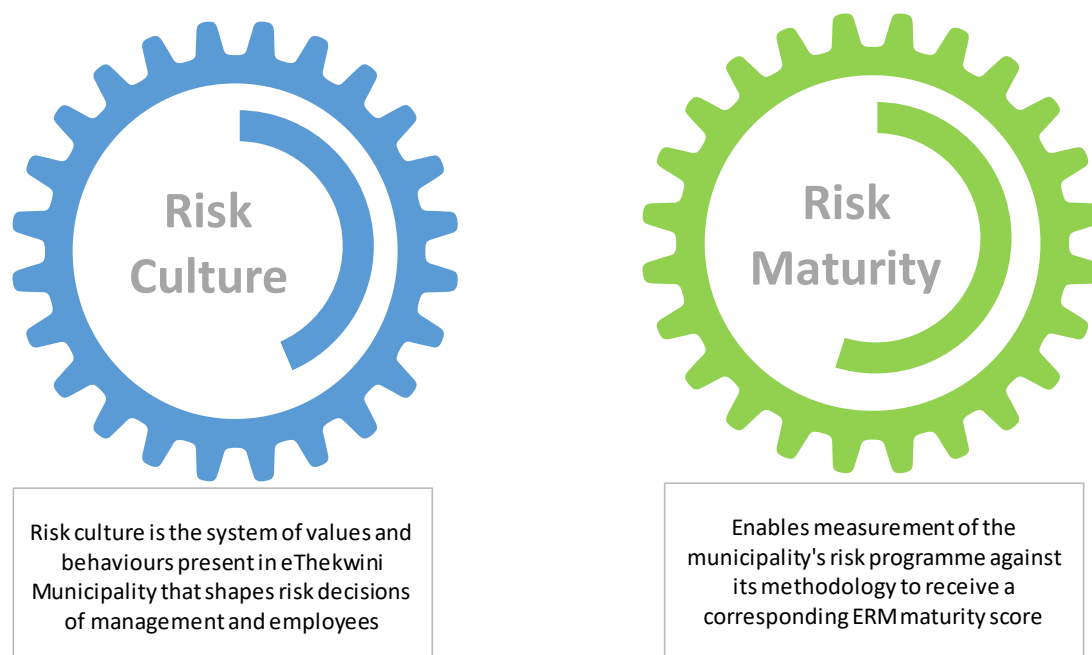 Risk
Culture
Risk culture is the system of values and
behaviours present in eThekwini
Municipality that shapes risk decisions
of management and employees
Risk
Maturity
Enables measurement of the
municipality's risk programme against
its methodology to receive a
corresponding ERM maturity score